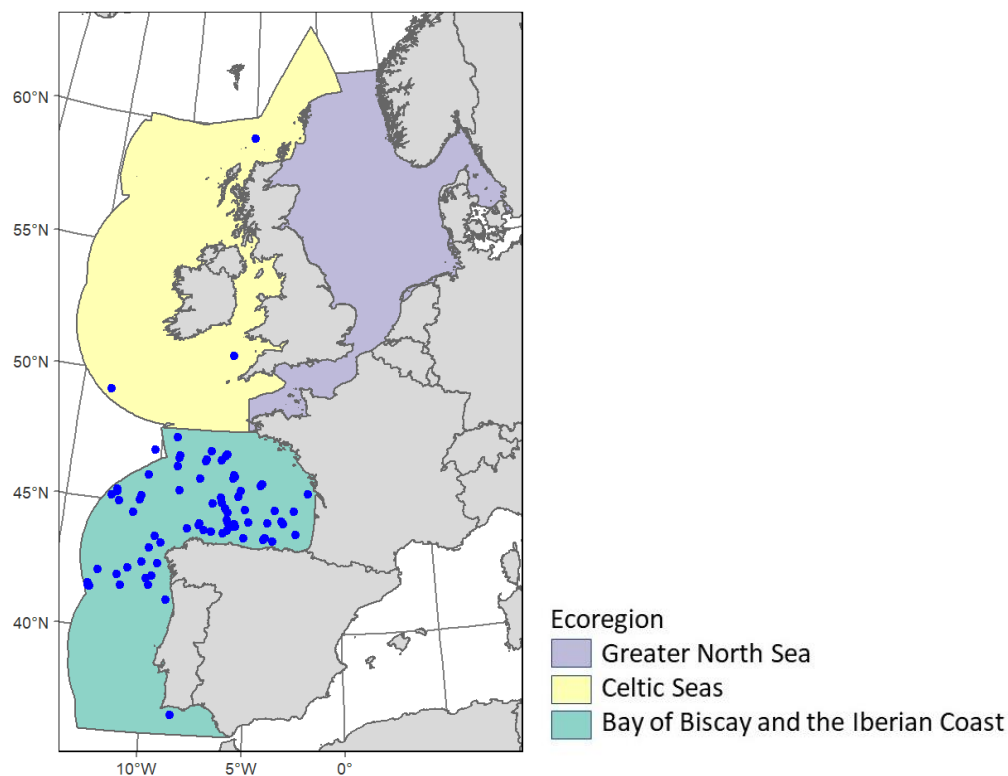 60°N
55°N
50°N
45°N
40°N
10°W
5°W
0°
Ecoregion
Greater North Sea
Celtic Seas
Bay of Biscay and the Iberian Coast